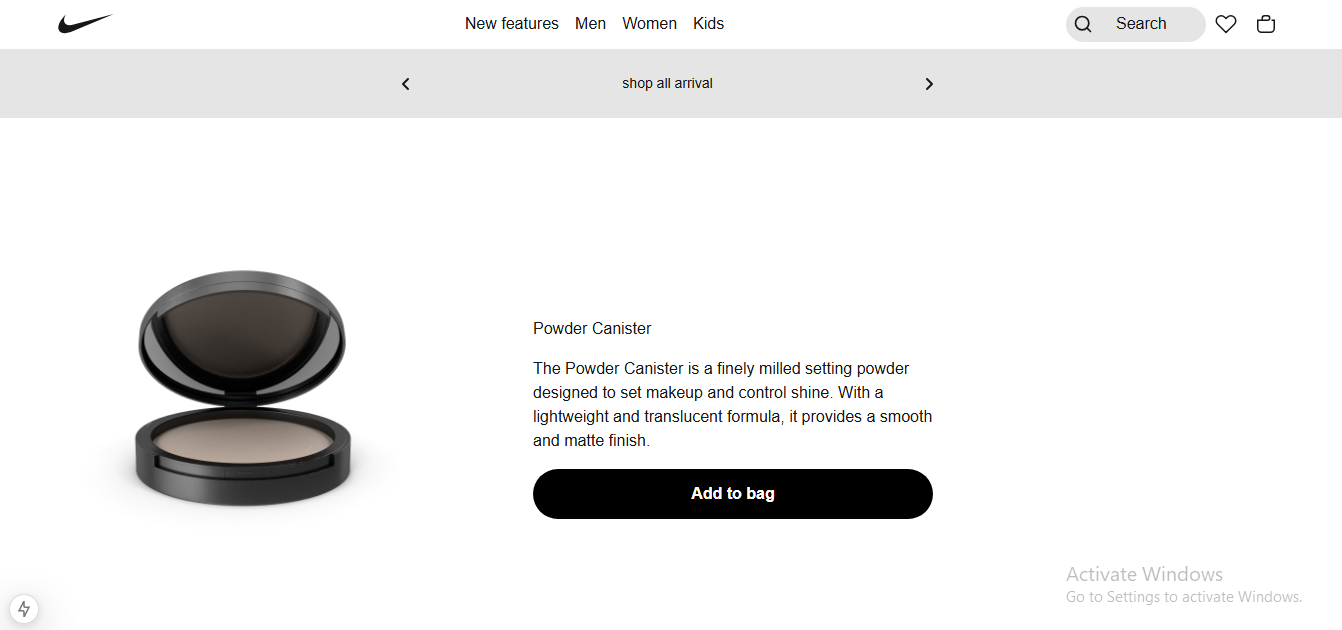 New features Men Women Kids Search
shop all arrival
Powder Canister
The Powder Canister is a finely milled setting powder
designed to set makeup and control shine. With a
lightweight and translucent formula, it provides a smooth
and matte finish.
Add to bag
Activate Windows
Go to Settings to activate Windows.